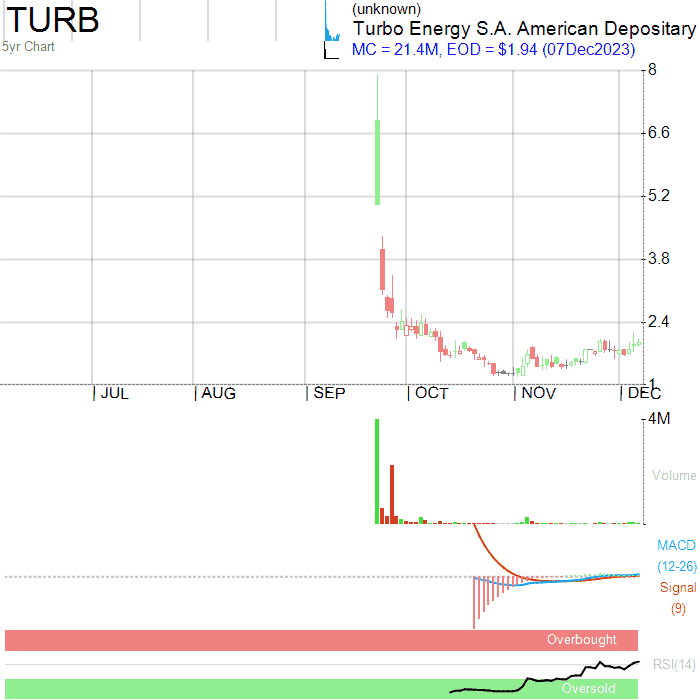 TURB
5yr Chart
(unknown)
Turbo Energy S.A. American Depositary
MC = 21.4M, EOD = $1.94 (07Dec2023)
8
6.6
5.2
3.8
2.4
1
JUL AUG SEP OCT NOV DEC
4M
Volume
MACD
(12-26)
Signal
(9)
Overbought
RSI(14)
Oversold